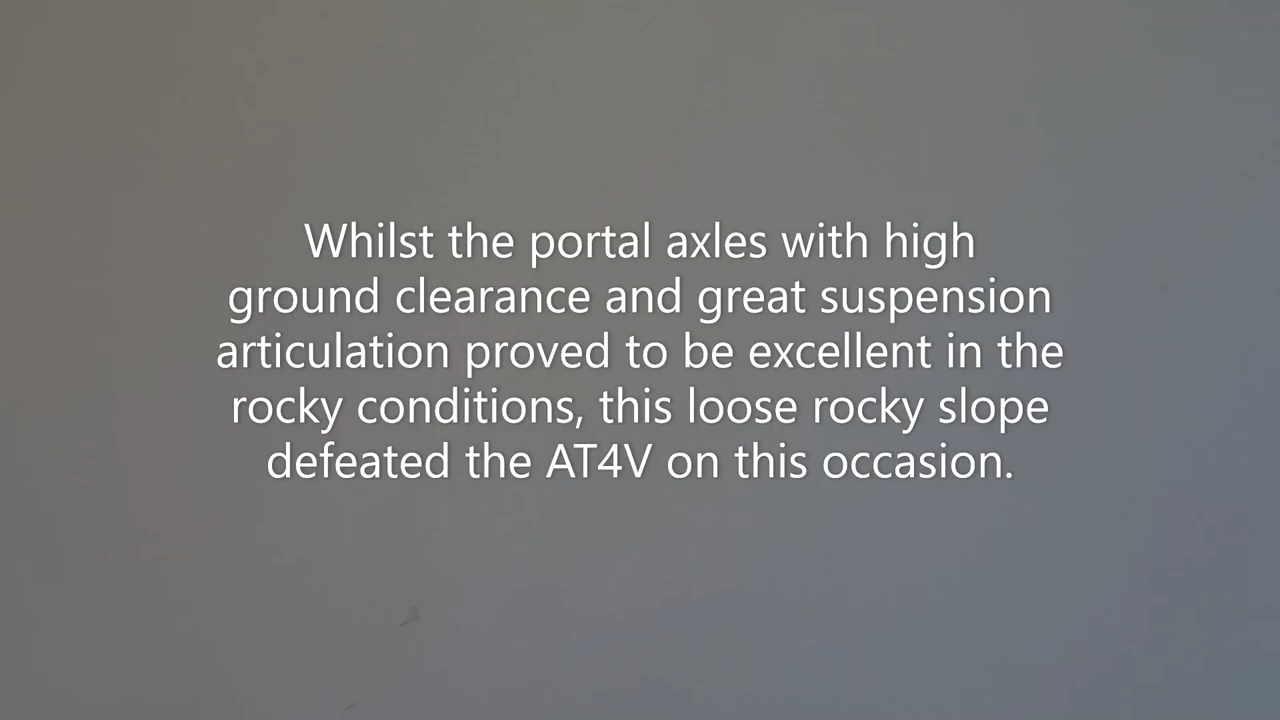 Whilst the portal axles with high
ground clearance and great suspension
articulation proved to be excellent in the
rocky conditions, this loose rocky slope
defeated the AT4V on this occasion.